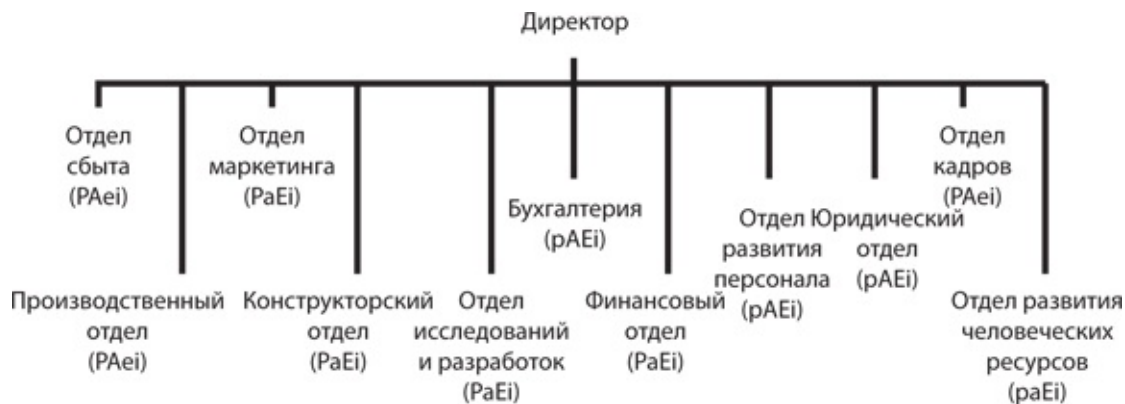 Директор
Отдел
сбыта
(PAei)
Отдел
маркетинга
(PaEi)
Отдел
кадров
(PAei)
Бухгалтерия
(pAEi)
Отдел
развития
персонала
(pAEi)
Юридический
отдел
(pAEi)
Производственный
отдел
(PAei)
Конструкторский
отдел
(PaEi)
Отдел
исследований
и разработок
(PaEi)
Финансовый
отдел
(PaEi)
Отдел развития
человеческих
ресурсов
(paEi)